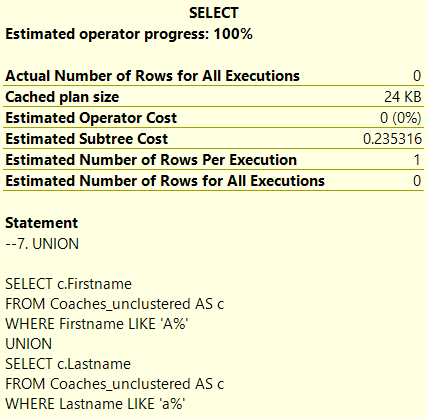 SELECT
Estimated operator progress: 100%
Actual Number of Rows for All Executions 0
Cached plan size 24 KB
Estimated Operator Cost 0 (0%)
Estimated Subtree Cost 0.235316
Estimated Number of Rows Per Execution 1
Estimated Number of Rows for All Executions 0
Statement
--7. UNION
SELECT c.Firstname
FROM Coaches_unclustered AS c
WHERE Firstname LIKE 'A%'
UNION
SELECT c.Lastname
FROM Coaches_unclustered AS c
WHERE Lastname LIKE 'a%'